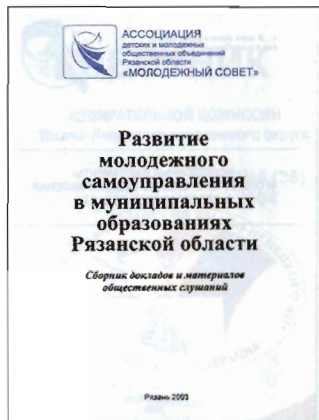 АССОЦИАЦИЯ
детских и молодежных
общественных объединений
Рязанской области
«МОЛОДЕЖНЫЙ СОВЕТ»
Развитие
молодежного
самоуправления
в муниципальных
образованиях
Рязанской области
Сборник докладов и материалов
общественных слушаний
Рязань 2003